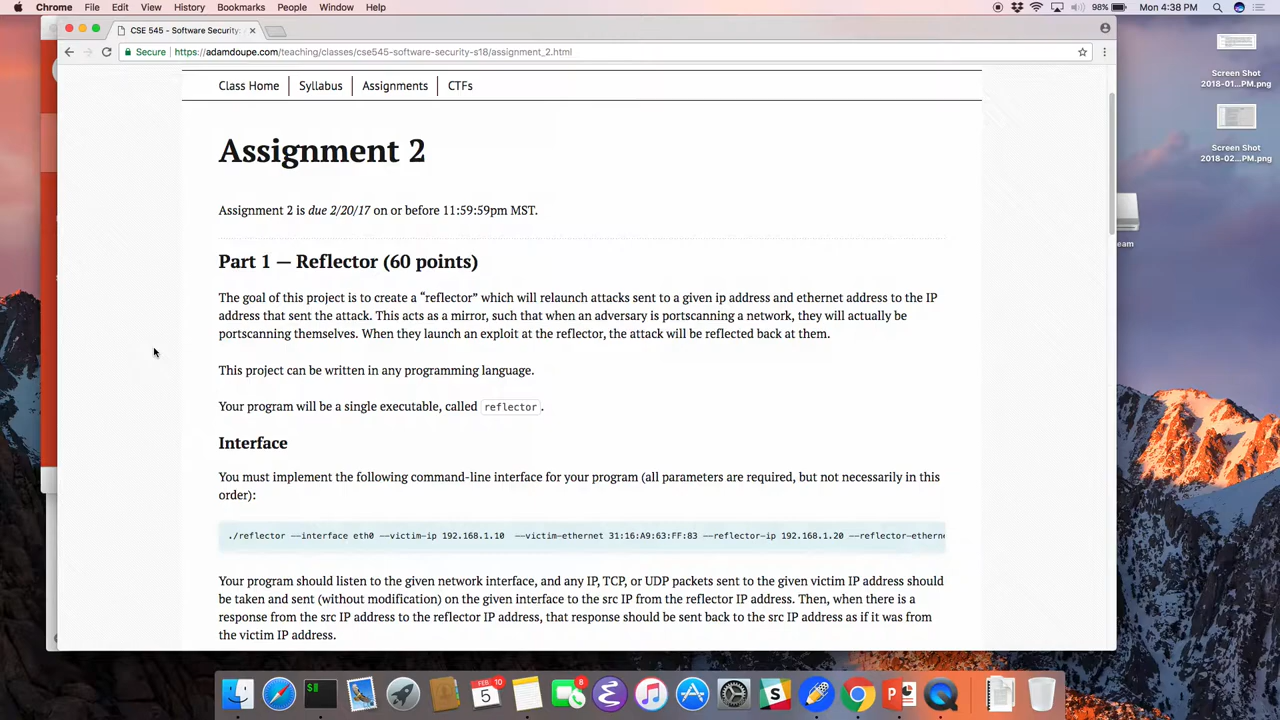 Chrome File Edit View History Bookmarks People Window Help 98% Mon 4:38 PM
CSE 545 - Software Security:
Secure https://adamdoupe.com/teaching/classes/cse545-software-security-s18/assignment_2.html
Screen Shot
2018-01...PM.png
Screen Shot
2018-02...PM.png
eam
Class Home Syllabus Assignments CTFs
Assignment 2
Assignment 2 is due 2/20/17 on or before 11:59:59pm MST.
Part 1 — Reflector (60 points)
The goal of this project is to create a “reflector” which will relaunch attacks sent to a given ip address and ethernet address to the IP
address that sent the attack. This acts as a mirror, such that when an adversary is portscanning a network, they will actually be
portscanning themselves. When they launch an exploit at the reflector, the attack will be reflected back at them.
This project can be written in any programming language.
Your program will be a single executable, called reflector.
Interface
You must implement the following command-line interface for your program (all parameters are required, but not necessarily in this
order):
./reflector --interface eth0 --victim-ip 192.168.1.10 --victim-ethernet 31:16:A9:63:FF:83 --reflector-ip 192.168.1.20 --reflector-etherne
Your program should listen to the given network interface, and any IP, TCP, or UDP packets sent to the given victim IP address should
be taken and sent (without modification) on the given interface to the src IP from the reflector IP address. Then, when there is a
response from the src IP address to the reflector IP address, that response should be sent back to the src IP address as if it was from
the victim IP address.
$
FEB 10
5
8